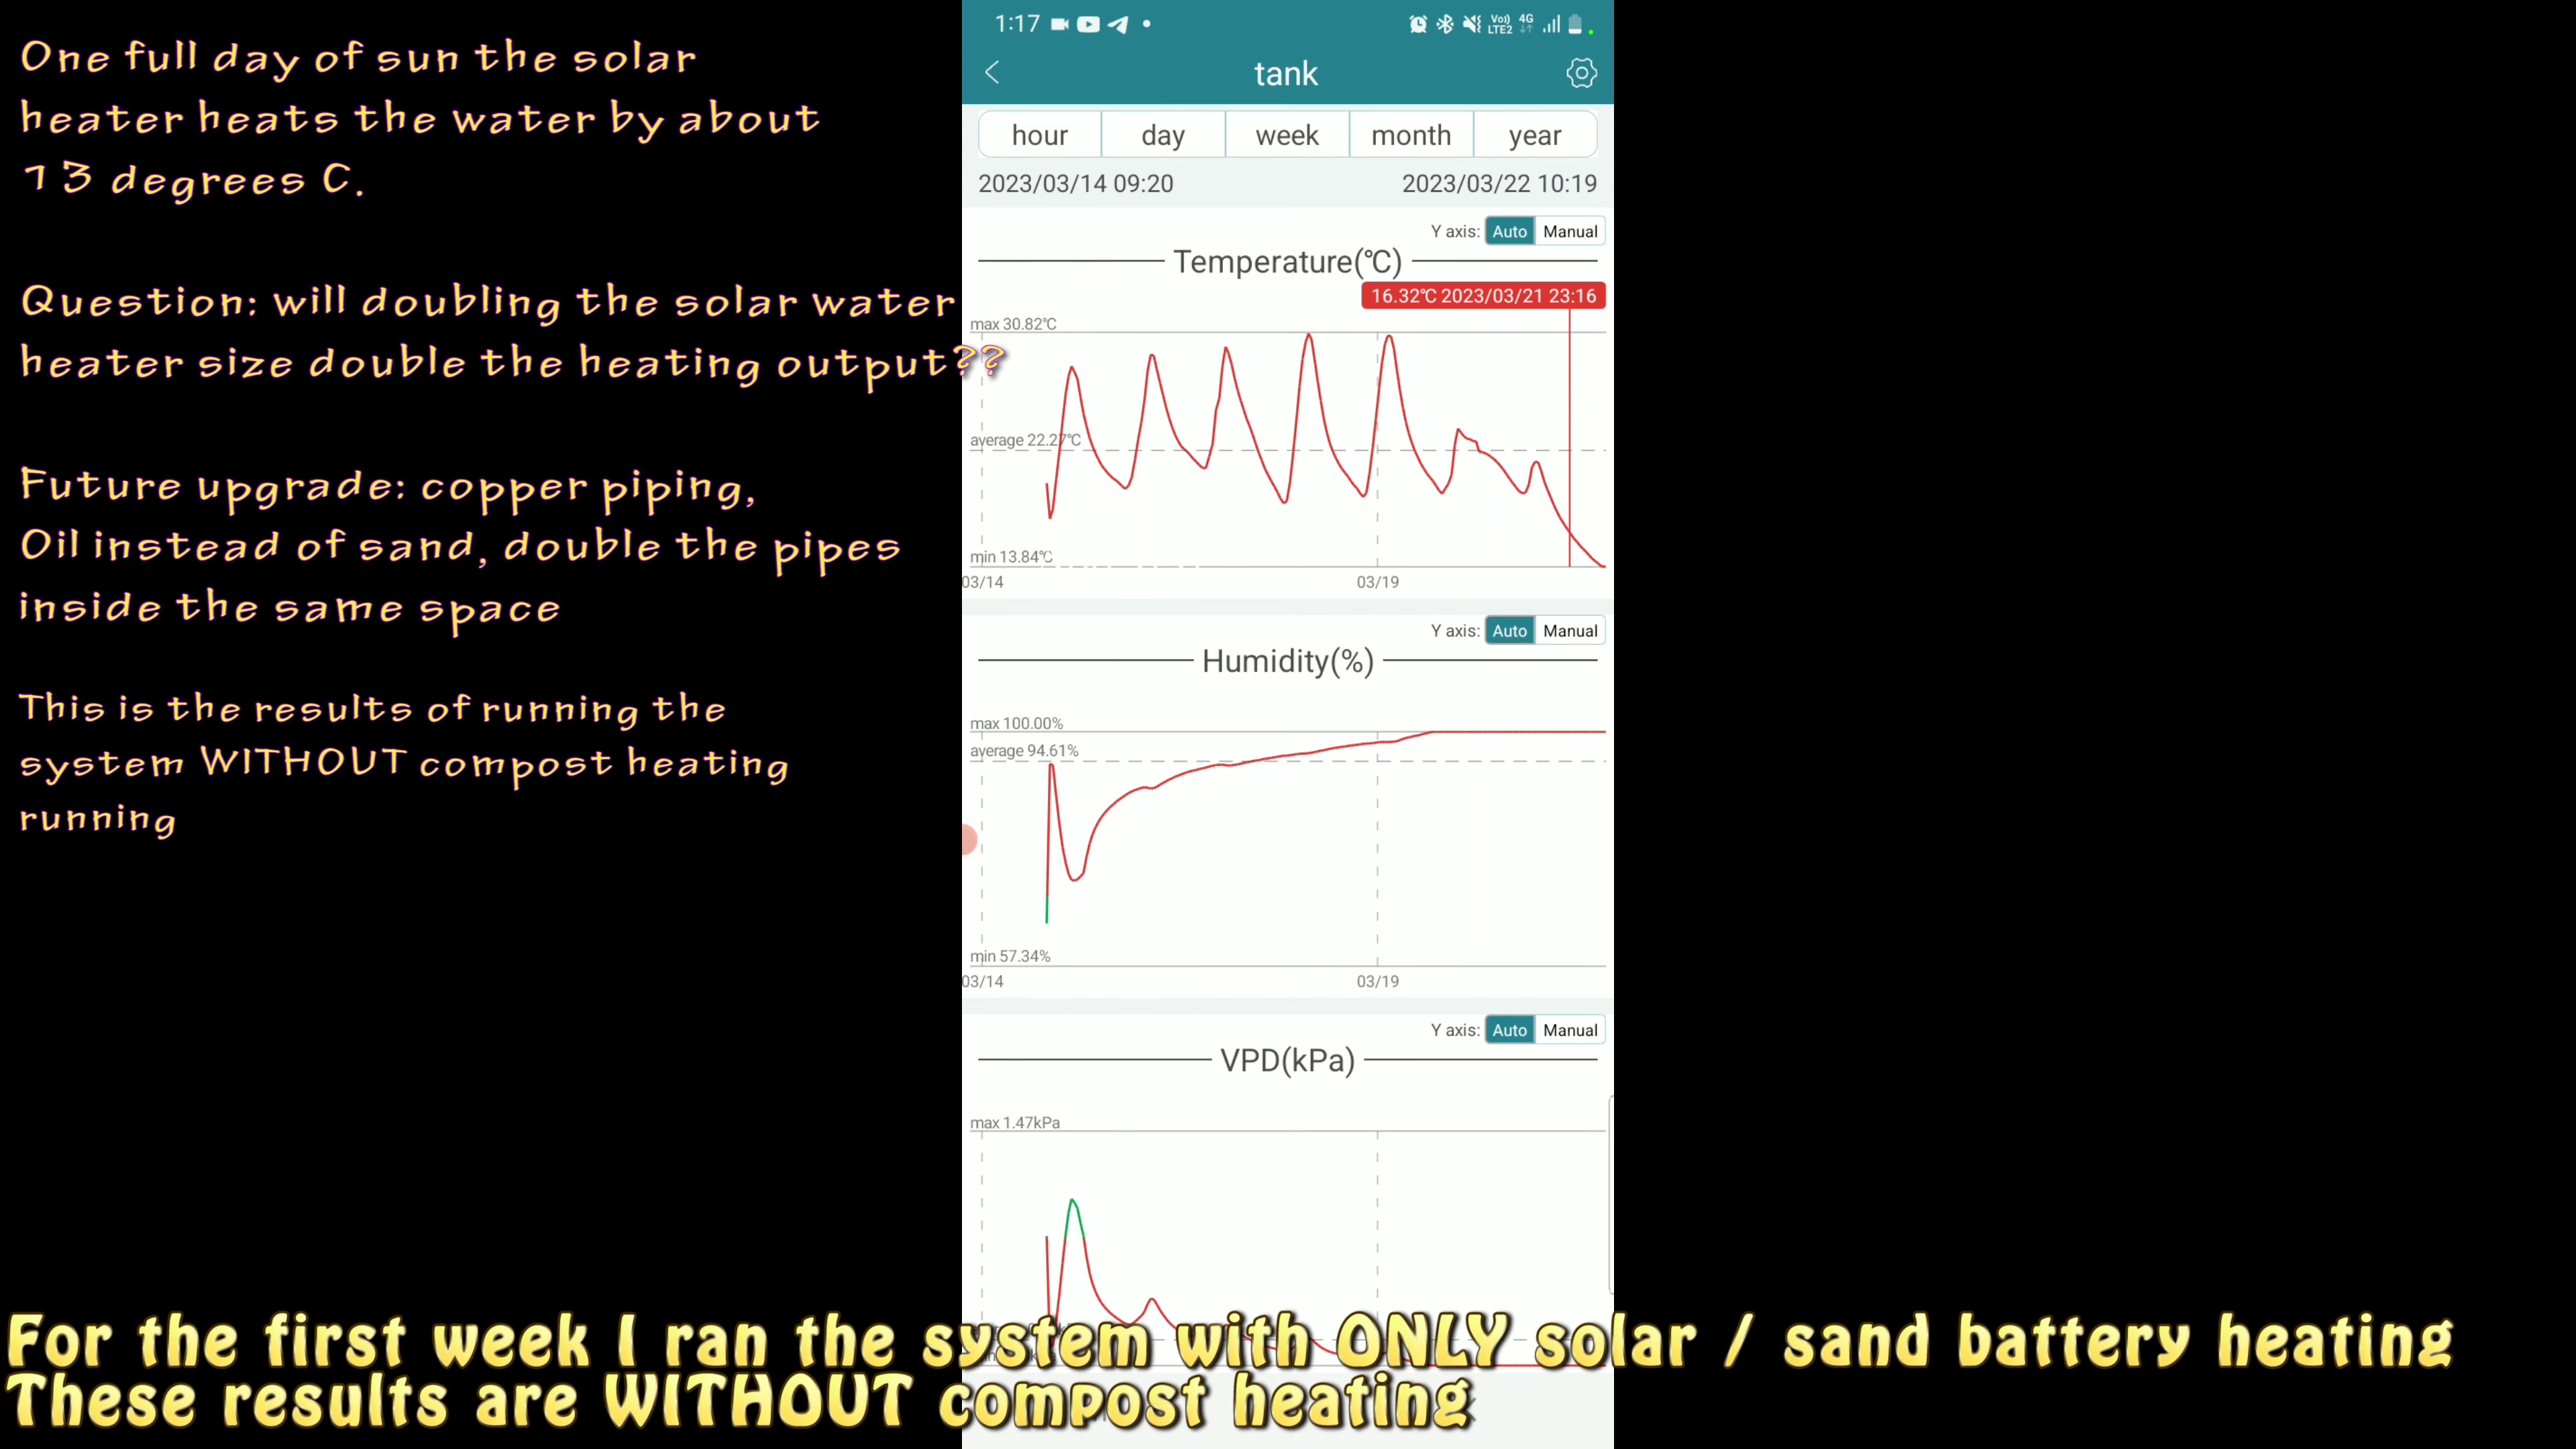 One full day of sun the solar
heater heats the water by about
13 degrees C.
Question: will doubling the solar water
heater size double the heating output??
Future upgrade: copper piping,
Oil instead of sand, double the pipes
inside the same space
This is the results of running the
system WITHOUT compost heating
running
1:17
Vo)) 4G
LTE2
tank
hour day week month year
2023/03/14 09:20 2023/03/22 10:19
Y axis: Auto Manual
Temperature(℃)
16.32℃ 2023/03/21 23:16
max 30.82℃
average 22.27℃
min 13.84℃
03/14 03/19
Y axis: Auto Manual
Humidity(%)
max 100.00%
average 94.61%
min 57.34%
03/14 03/19
Y axis: Auto Manual
VPD(kPa)
max 1.47kPa
For the first week I ran the system with ONLY solar / sand battery heating
These results are WITHOUT compost heating